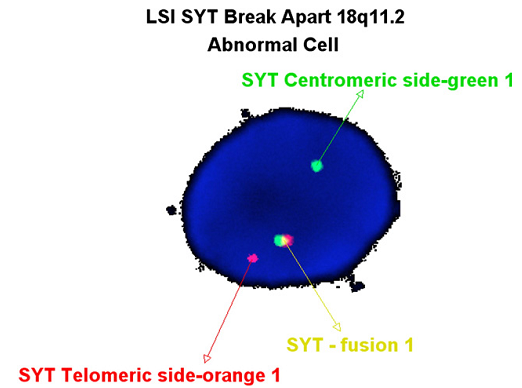 LSI SYT Break Apart 18q11.2
Abnormal Cell
SYT Centromeric side-green 1
SYT - fusion 1
SYT Telomeric side-orange 1